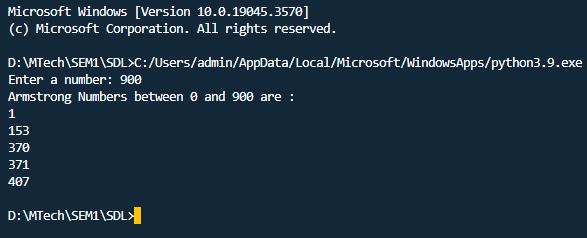 Microsoft Windows [Version 10.0.19045.3570]
(c) Microsoft Corporation. All rights reserved.
D:\MTech\SEM1\SDL>C:/Users/admin/AppData/Local/Microsoft/WindowsApps/python3.9.exe
Enter a number: 900
Armstrong Numbers between 0 and 900 are :
1
153
370
371
407
D:\MTech\SEM1\SDL>